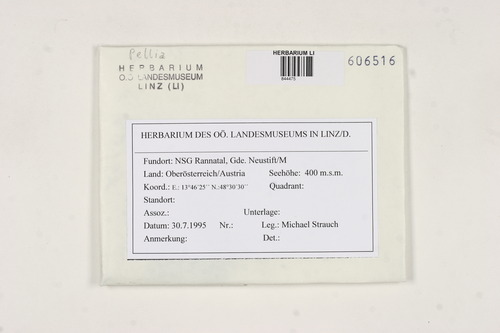 Pellia
HERBARIUM
O.Ö. LANDESMUSEUM
LINZ (LI)
HERBARIUM LI
844475
606516
HERBARIUM DES OÖ. LANDESMUSEUMS IN LINZ/D.
Fundort: NSG Rannatal, Gde. Neustift/M
Land: Oberösterreich/Austria Seehöhe: 400 m.s.m.
Koord.: E.: 13°46´25´´ N.:48°30´30´´ Quadrant:
Standort:
Assoz.: Unterlage:
Datum: 30.7.1995 Nr.: Leg.: Michael Strauch
Anmerkung: Det.: